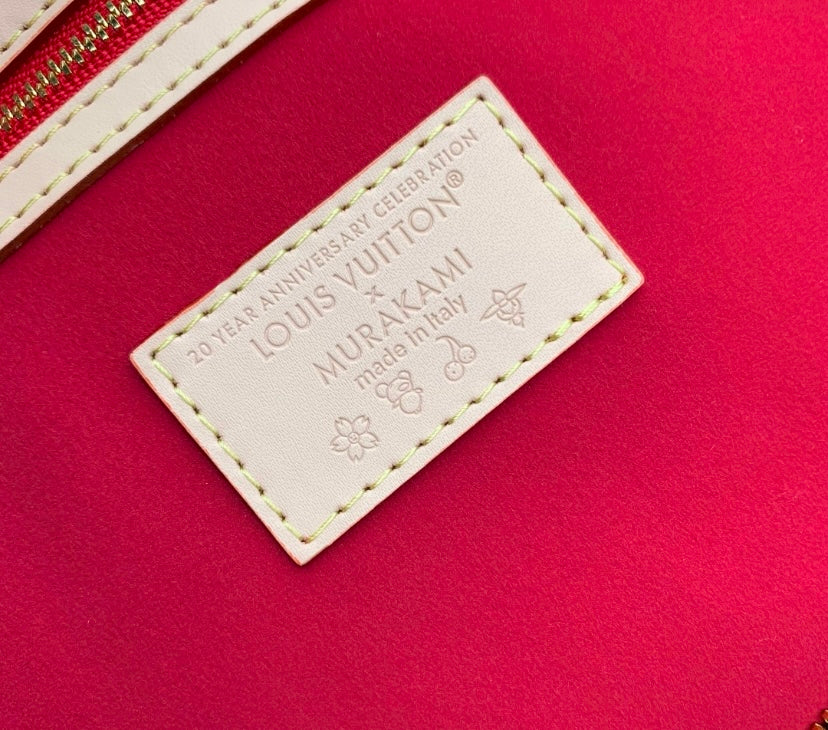 20 YEAR ANNIVERSARY CELEBRATION
LOUIS VUITTON®
×
MURAKAMI
made in Italy